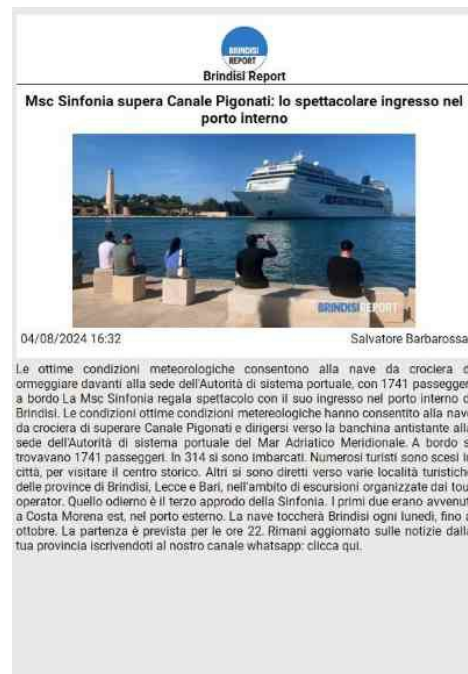 BRINDISI
REPORT
Brindisi Report
Msc Sinfonia supera Canale Pigonati: lo spettacolare ingresso nel
porto interno
BRINDISI REPORT
04/08/2024 16:32
Salvatore Barbarossa
Le ottime condizioni meteorologiche consentono alla nave da crociera d
ormeggiare davanti alla sede dell'Autorità di sistema portuale, con 1741 passegger
a bordo La Msc Sinfonia regala spettacolo con il suo ingresso nel porto interno d
Brindisi. Le condizioni ottime condizioni metereologiche hanno consentito alla nave
da crociera di superare Canale Pigonati e dirigersi verso la banchina antistante alla
sede dell'Autorità di sistema portuale del Mar Adriatico Meridionale. A bordo s
trovavano 1741 passeggeri. In 314 si sono imbarcati. Numerosi turisti sono scesi in
città, per visitare il centro storico. Altri si sono diretti verso varie località turistiche
delle province di Brindisi, Lecce e Bari, nell'ambito di escursioni organizzate dai tou
operator. Quello odierno è il terzo approdo della Sinfonia. I primi due erano avvenut
a Costa Morena est, nel porto esterno. La nave toccherà Brindisi ogni lunedì, fino a
ottobre. La partenza è prevista per le ore 22. Rimani aggiornato sulle notizie dalla
tua provincia iscrivendoti al nostro canale whatsapp: clicca qui.